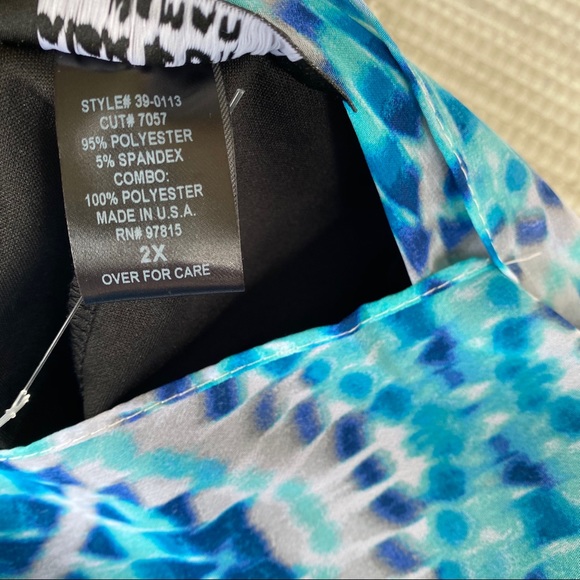 STYLE# 39-0113
CUT# 7057
95% POLYESTER
5% SPANDEX
COMBO:
100% POLYESTER
MADE IN U.S.A.
RN# 97815
2X
OVER FOR CARE